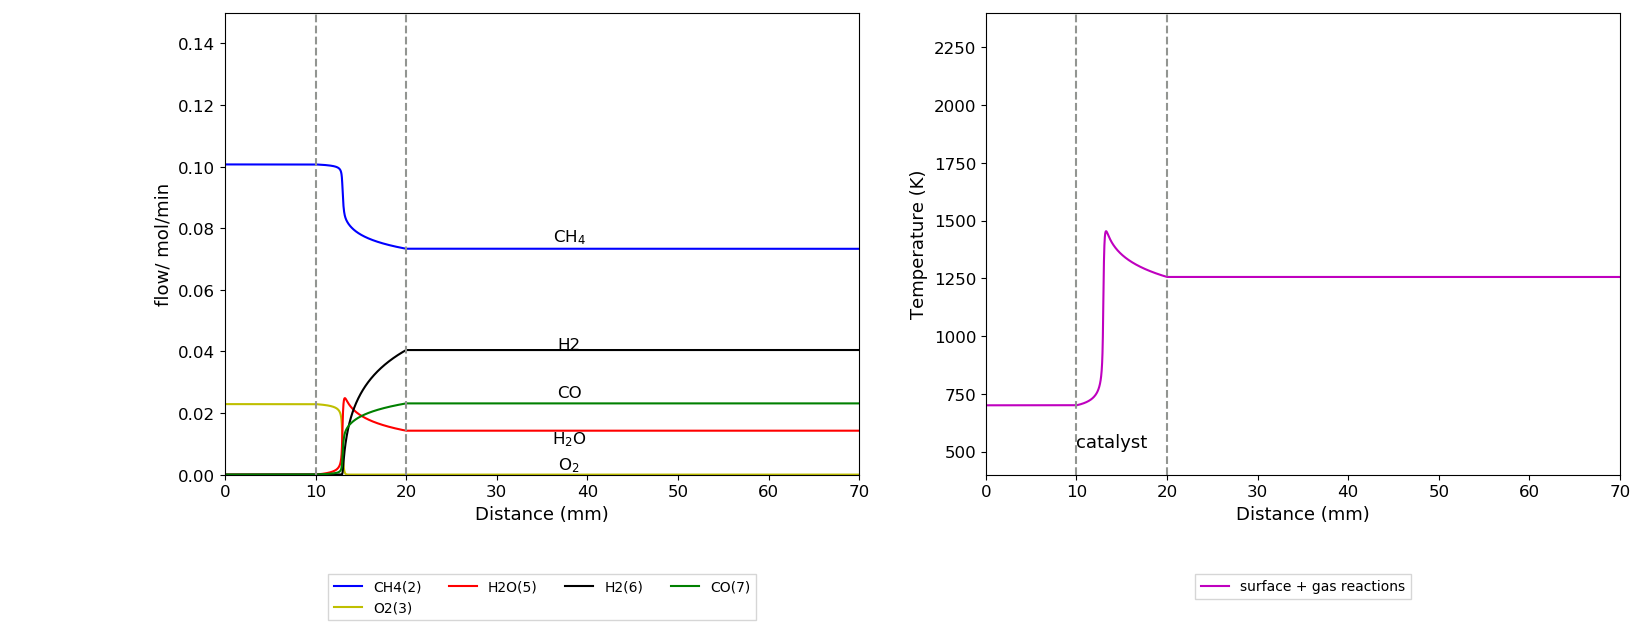 0.14
0.12
0.10
0.08
0.06
0.04
0.02
0.00
flow/ mol/min
CH₄
H2
CO
H₂O
O₂
0 10 20 30 40 50 60 70
Distance (mm)
CH4(2) H2O(5) H2(6) CO(7)
O2(3)
2250
2000
1750
1500
1250
1000
750
500
Temperature (K)
catalyst
0 10 20 30 40 50 60 70
Distance (mm)
surface + gas reactions